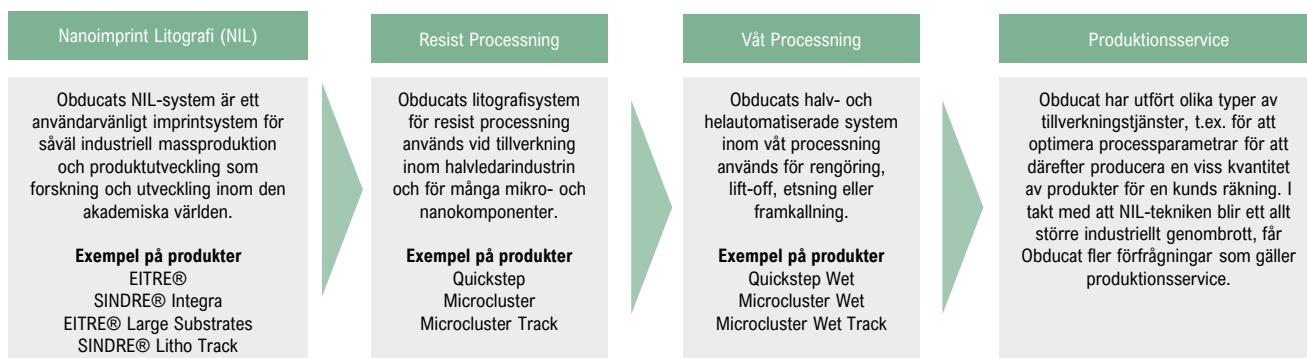 Nanoimprint Litografi (NIL)
Obducats NIL-system är ett
användarvänligt imprintsystem för
såväl industriell massproduktion
och produktutveckling som
forskning och utveckling inom den
akademiska världen.
Exempel på produkter
EITRE®
SINDRE® Integra
EITRE® Large Substrates
SINDRE® Litho Track
Resist Processning
Obducats litografisystem
för resist processning
används vid tillverkning
inom halvledarindustrin
och för många mikro- och
nanokomponenter.
Exempel på produkter
Quickstep
Microcluster
Microcluster Track
Våt Processning
Obducats halv- och
helautomatiserade system
inom våt processning
används för rengöring,
lift-off, etsning eller
framkallning.
Exempel på produkter
Quickstep Wet
Microcluster Wet
Microcluster Wet Track
Produktionsservice
Obducat har utfört olika typer av
tillverkningstjänster, t.ex. för att
optimera processparametrar för att
därefter producera en viss kvantitet
av produkter för en kunds räkning. I
takt med att NIL-tekniken blir ett allt
större industriellt genombrott, får
Obducat fler förfrågningar som gäller
produktionsservice.